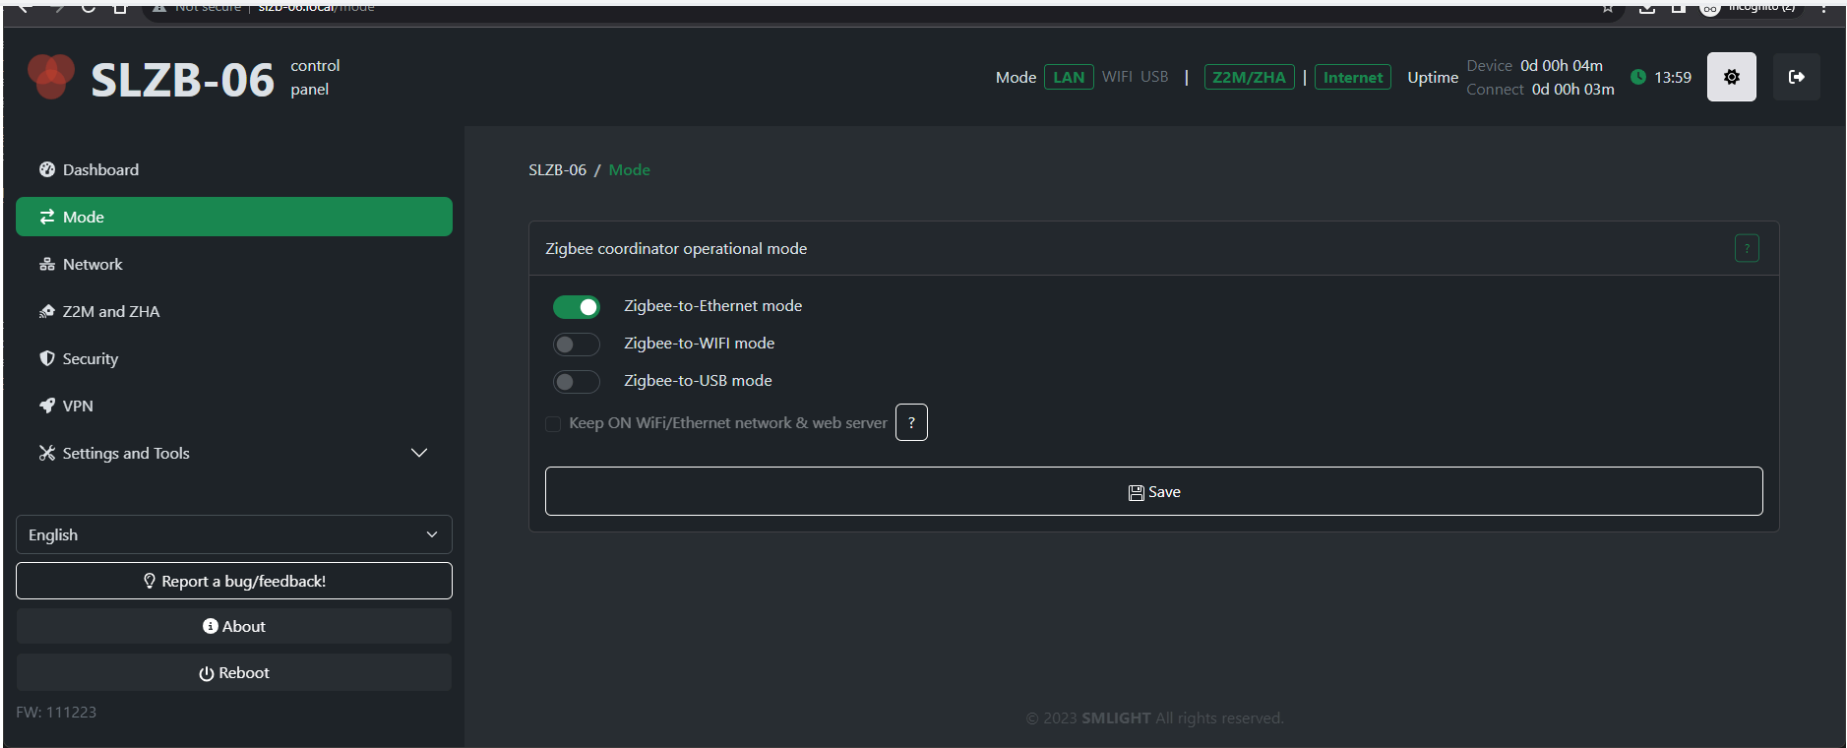 Not secure | slzb-06.local/mode
Incognito (2)
SLZB-06 control panel
Mode LAN WIFI USB | Z2M/ZHA | Internet Uptime Device 0d 00h 04m Connect 0d 00h 03m 13:59
Dashboard
Mode
Network
Z2M and ZHA
Security
VPN
Settings and Tools
English
Report a bug/feedback!
About
Reboot
FW: 111223
SLZB-06 / Mode
Zigbee coordinator operational mode ?
Zigbee-to-Ethernet mode
Zigbee-to-WIFI mode
Zigbee-to-USB mode
Keep ON WiFi/Ethernet network & web server ?
Save
© 2023 SMLIGHT All rights reserved.